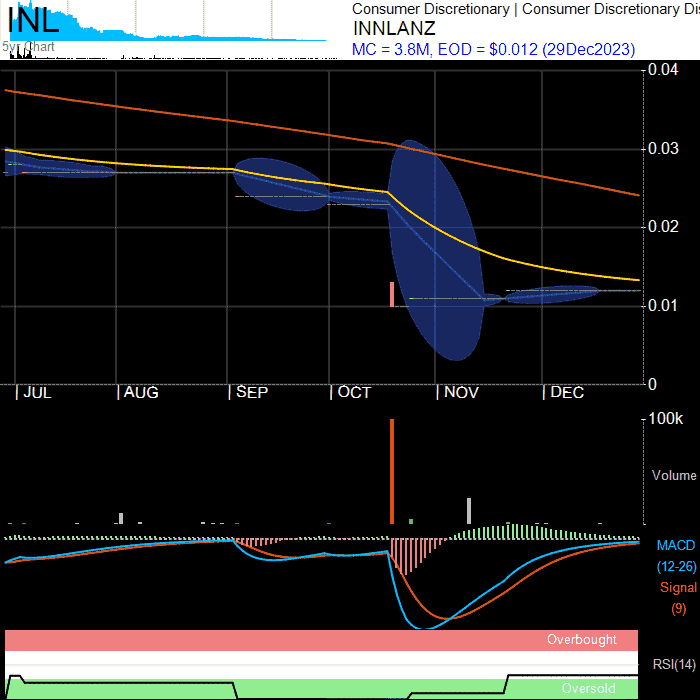 INL
5yr Chart
Consumer Discretionary | Consumer Discretionary Dis
INNLANZ
MC = 3.8M, EOD = $0.012 (29Dec2023)
0.04
0.03
0.02
0.01
0
JUL AUG SEP OCT NOV DEC
100k
Volume
MACD
(12-26)
Signal
(9)
Overbought
RSI(14)
Oversold